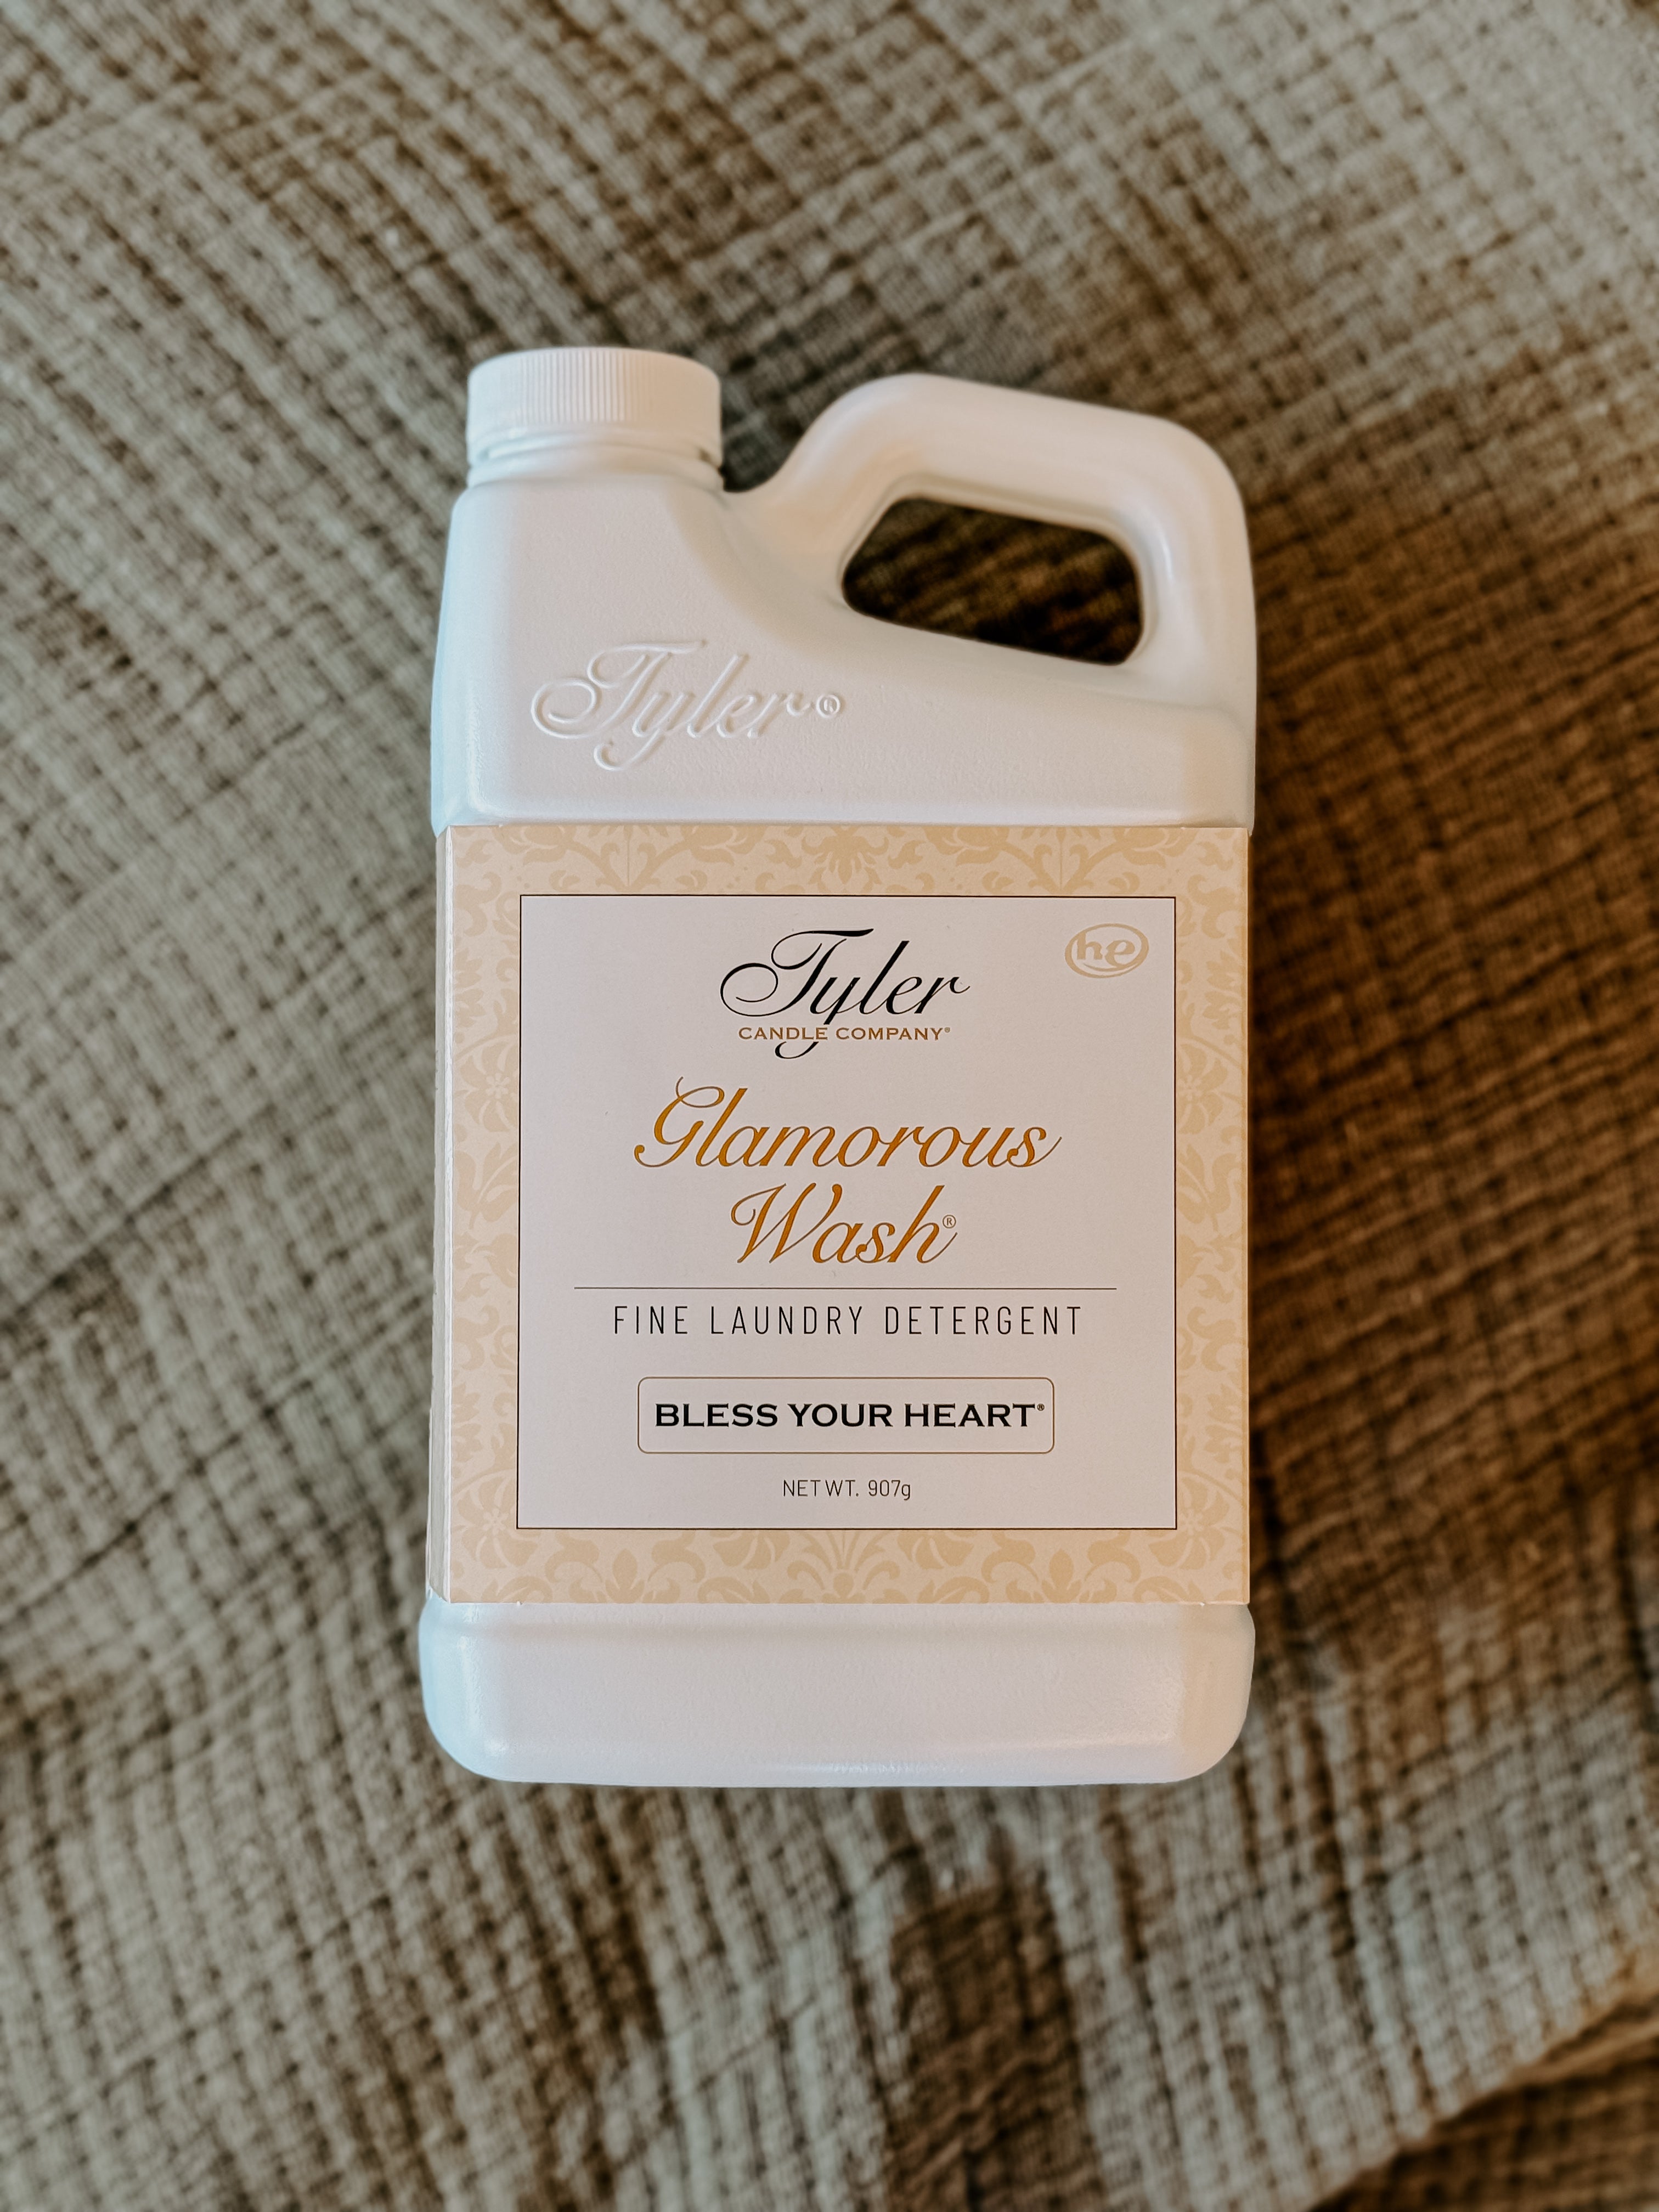 Tyler®
Tyler
he
CANDLE COMPANY®
Glamorous
Wash®
FINE LAUNDRY DETERGENT
BLESS YOUR HEART®
NET WT. 907g